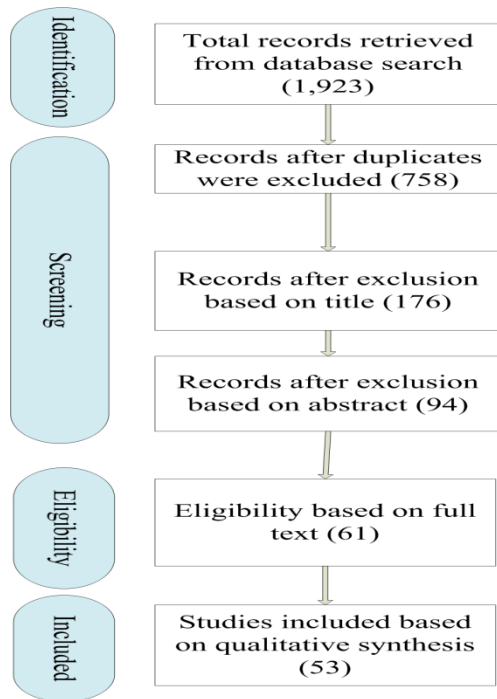 Identification
Total records retrieved
from database search
(1,923)
Screening
Records after duplicates
were excluded (758)
Records after exclusion
based on title (176)
Records after exclusion
based on abstract (94)
Eligibility
Eligibility based on full
text (61)
Included
Studies included based
on qualitative synthesis
(53)